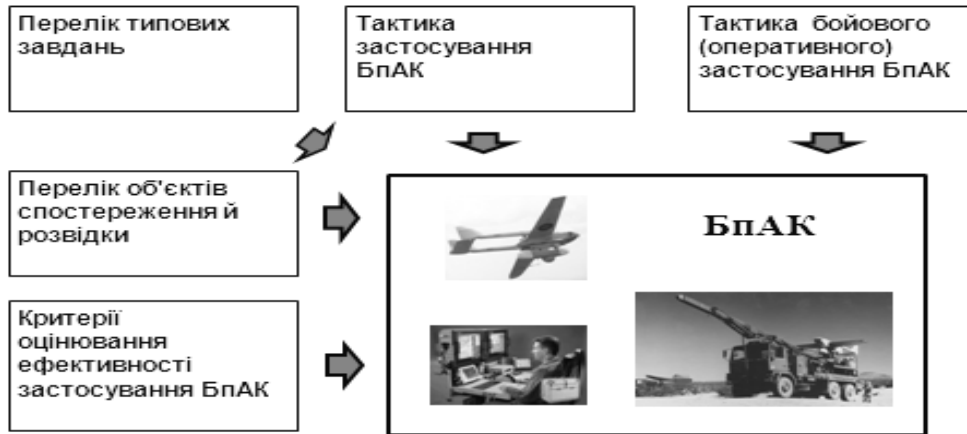 Перелік типових
завдань
Тактика
застосування
БпАК
Тактика бойового
(оперативного)
застосування БпАК
Перелік об'єктів
спостереження й
розвідки
БпАК
Критерії
оцінювання
ефективності
застосування БпАК